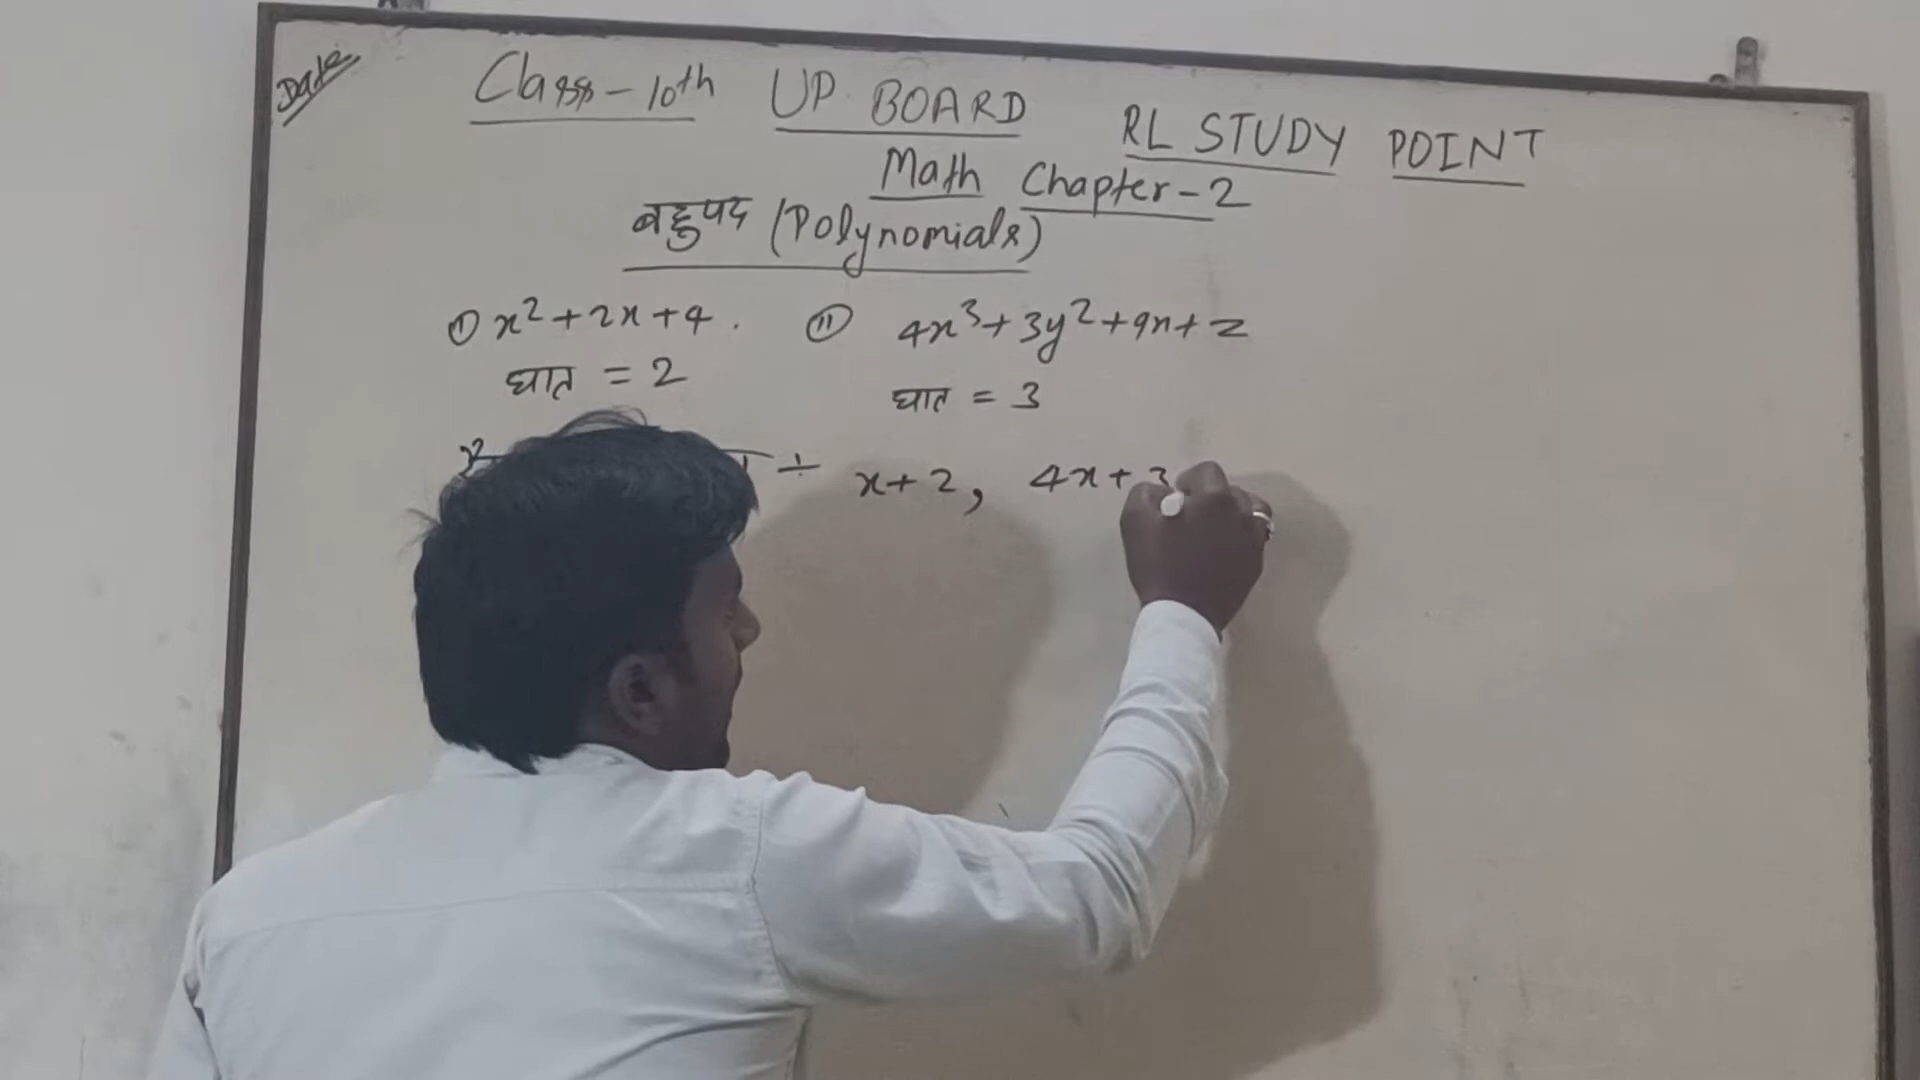 Date
Class-10th UP BOARD RL STUDY POINT
Math Chapter-2
बहुपद (Polynomials)
① x²+2x+4. ⑪ 4x³+3y²+9x+z
घात = 2 घात = 3
÷ x+2, 4x+3